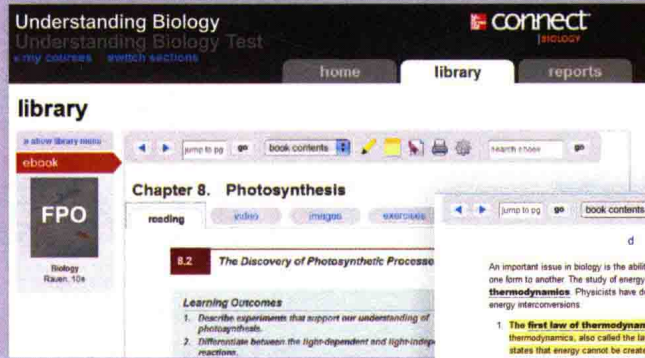 Understanding Biology
Understanding Biology Test
my courses switch sections
connect
BIOLOGY
home library reports
library
show library menu
ebook
jump to pg go book contents search ebook go
FPO
Biology
Raven, 10e
Chapter 8. Photosynthesis
reading video images exercises
8.2 The Discovery of Photosynthetic Processe
Learning Outcomes
1. Describe experiments that support our understanding of
photosynthesis.
2. Differentiate between the light-dependent and light-indepe
reactions.
jump to pg go book contents
d
An important issue in biology is the abili
one form to another. The study of energy
thermodynamics. Physicists have de
energy interconversions.
1. The first law of thermodynam
thermodynamics, also called the la
states that energy cannot be create